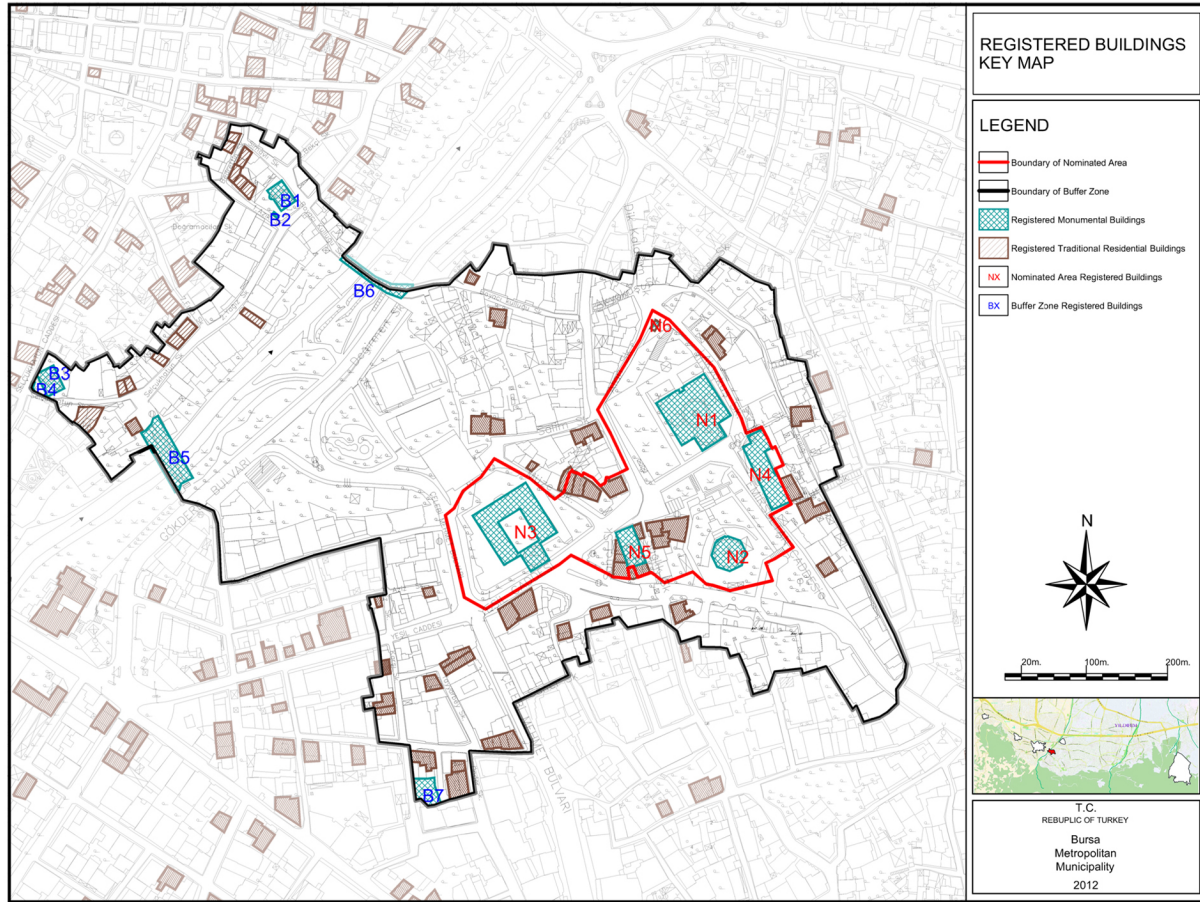 REGISTERED BUILDINGS
KEY MAP
LEGEND
Boundary of Nominated Area
Boundary of Buffer Zone
Registered Monumental Buildings
Registered Traditional Residential Buildings
NX Nominated Area Registered Buildings
BX Buffer Zone Registered Buildings
B1
B2
B6
B3
B4
B5
N6
N1
N4
N3
N5
N2
B7
BULVARI
CADDESI
BULVARI
N
20m. 100m. 200m.
YILDIRIM
T.C.
REBUPLIC OF TURKEY
Bursa
Metropolitan
Municipality
2012